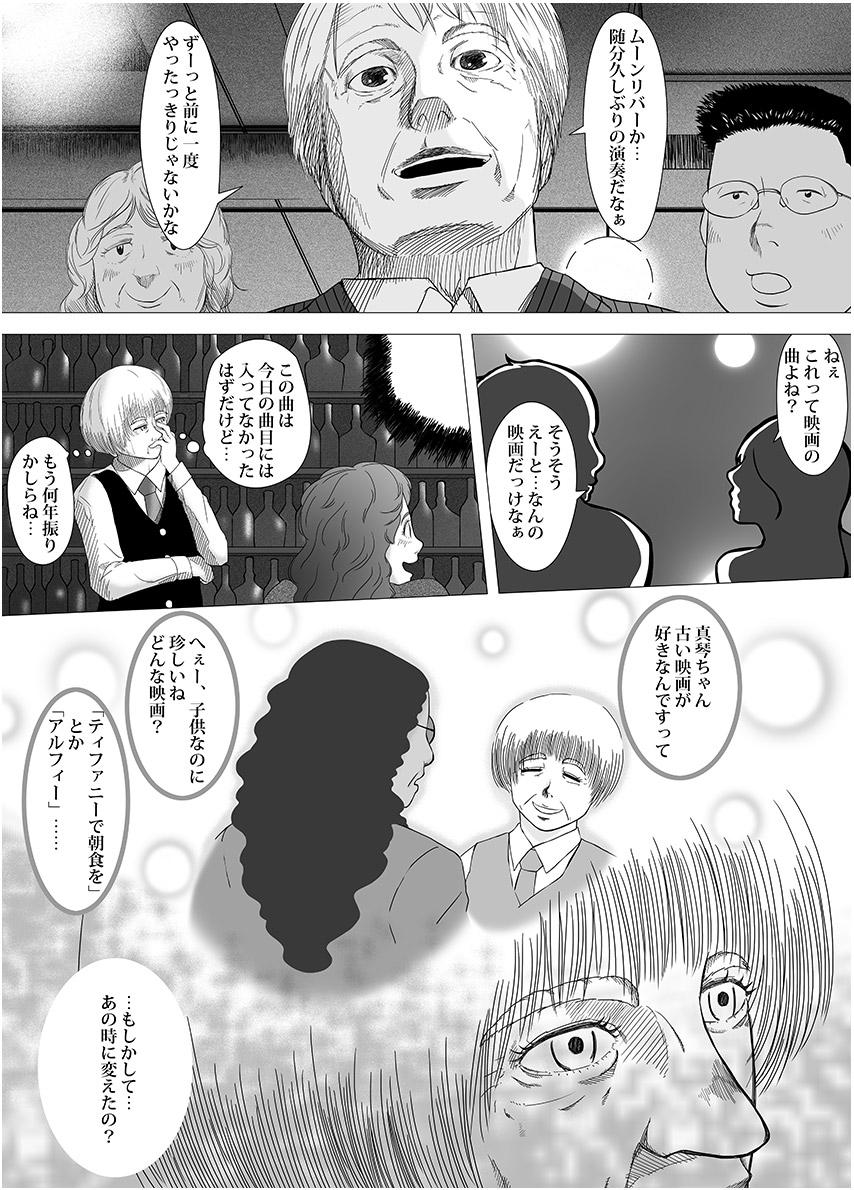 ムーンリバーか…
随分久しぶりの演奏だなぁ
ずーっと前に一度
やったっきりじゃないかな
ねぇ
これって映画の
曲よね？
そうそう
えーと…なんの
映画だっけなぁ
この曲は
今日の曲目には
入ってなかった
はずだけど…
もう何年振り
かしらね…
真琴ちゃん
古い映画が
好きなんですって
へぇー、子供なのに
珍しいね
どんな映画？
「ティファニーで朝食を」
とか
「アルフィー」……
…もしかして…
あの時に変えたの？